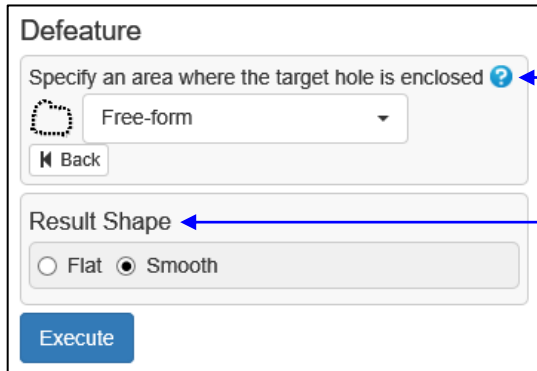 Defeature
Specify an area where the target hole is enclosed ?
Free-form
Back
Result Shape
Flat Smooth
Execute